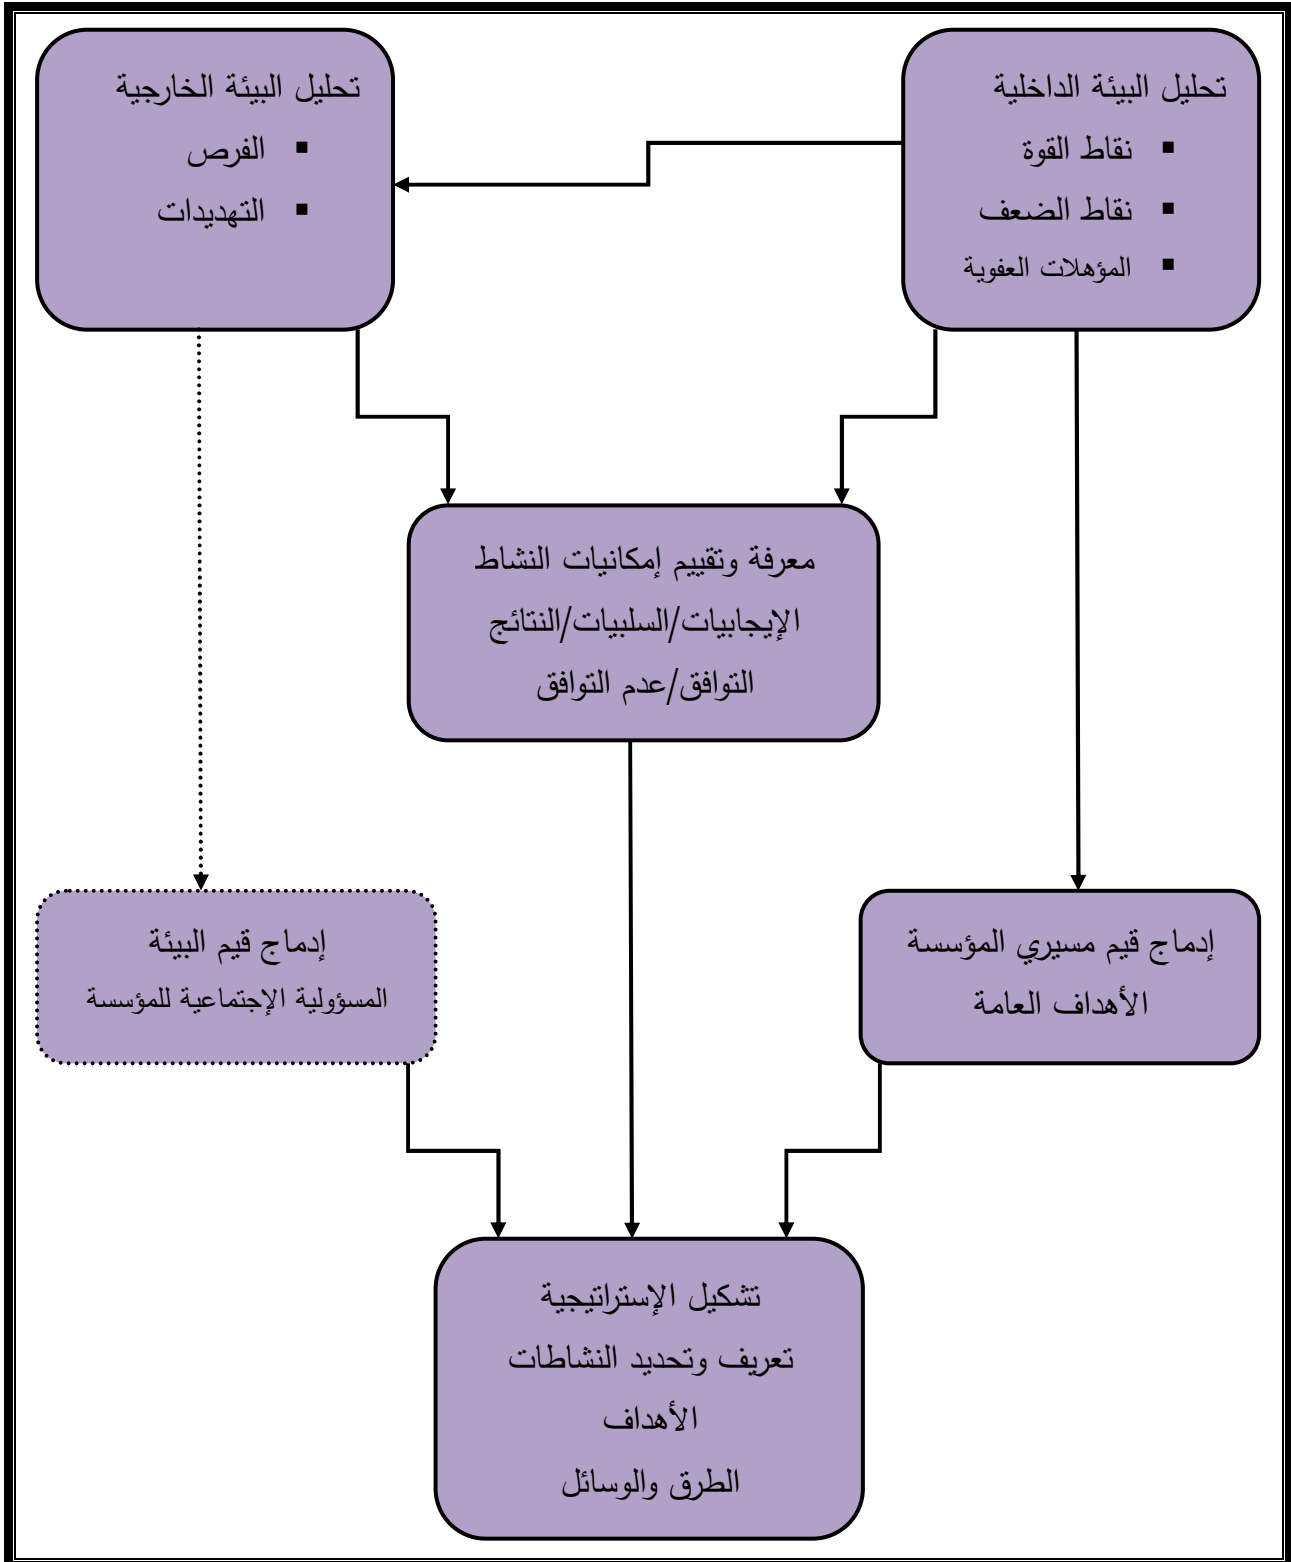 تحليل البيئة الداخلية
▪ نقاط القوة
▪ نقاط الضعف
▪ المؤهلات العفوية
تحليل البيئة الخارجية
▪ الفرص
▪ التهديدات
معرفة وتقييم إمكانيات النشاط
الإيجابيات/السلبيات/النتائج
التوافق/عدم التوافق
إدماج قيم مسيري المؤسسة
الأهداف العامة
إدماج قيم البيئة
المسؤولية الإجتماعية للمؤسسة
تشكيل الإستراتيجية
تعريف وتحديد النشاطات
الأهداف
الطرق والوسائل